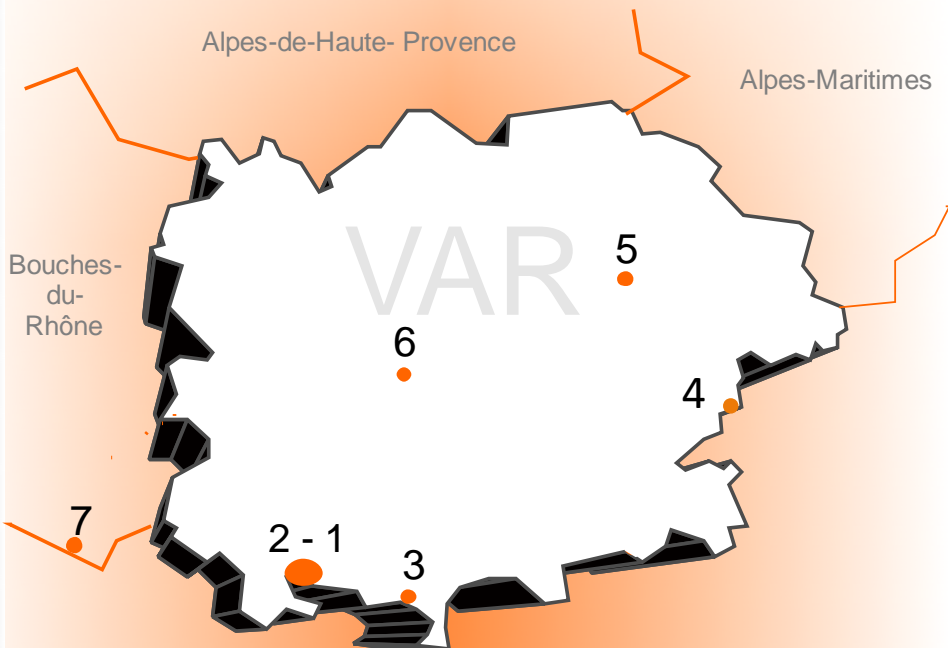 Alpes-de-Haute- Provence
Alpes-Maritimes
VAR
5
Bouches-
du-
Rhône
6
4
7
2 - 1
3